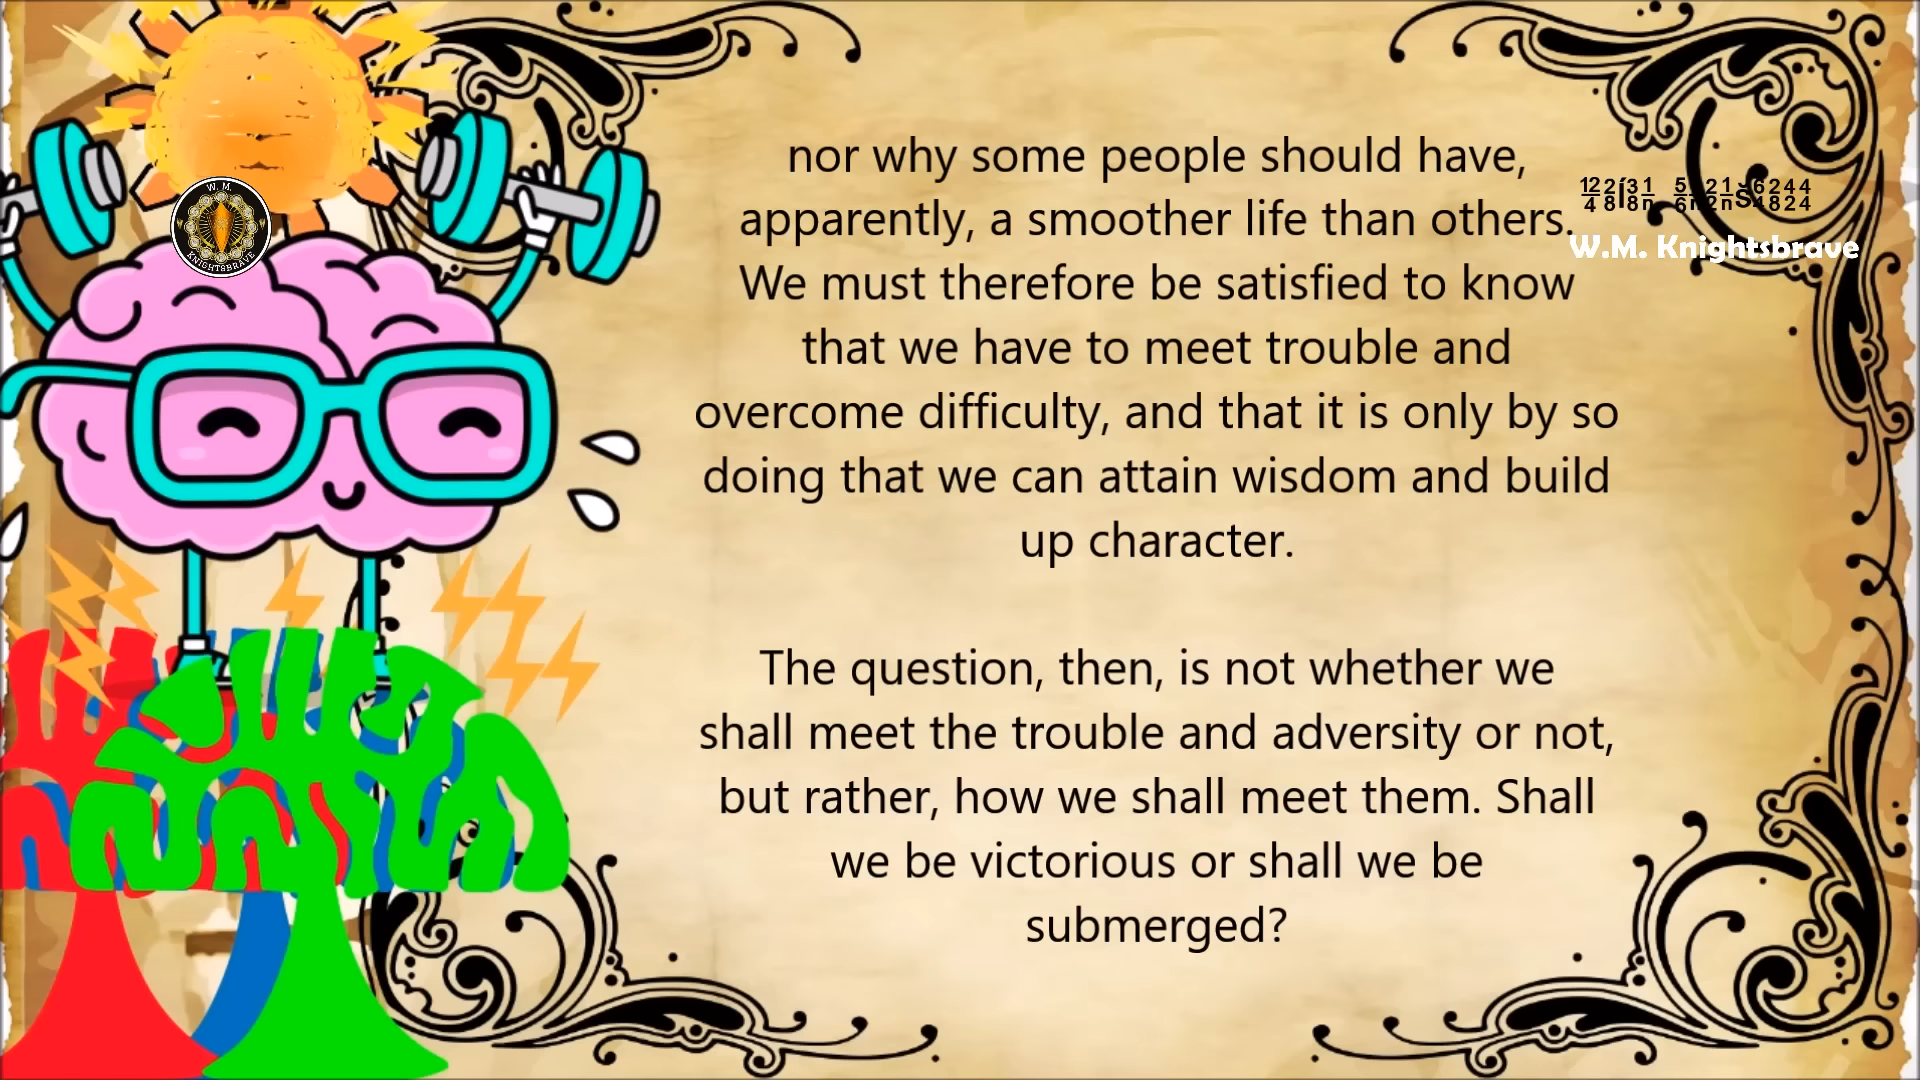 nor why some people should have,
apparently, a smoother life than others.
We must therefore be satisfied to know
that we have to meet trouble and
overcome difficulty, and that it is only by so
doing that we can attain wisdom and build
up character.
The question, then, is not whether we
shall meet the trouble and adversity or not,
but rather, how we shall meet them. Shall
we be victorious or shall we be
submerged?
W.M. Knightsbrave
W. M.
KNIGHTSBRAVE